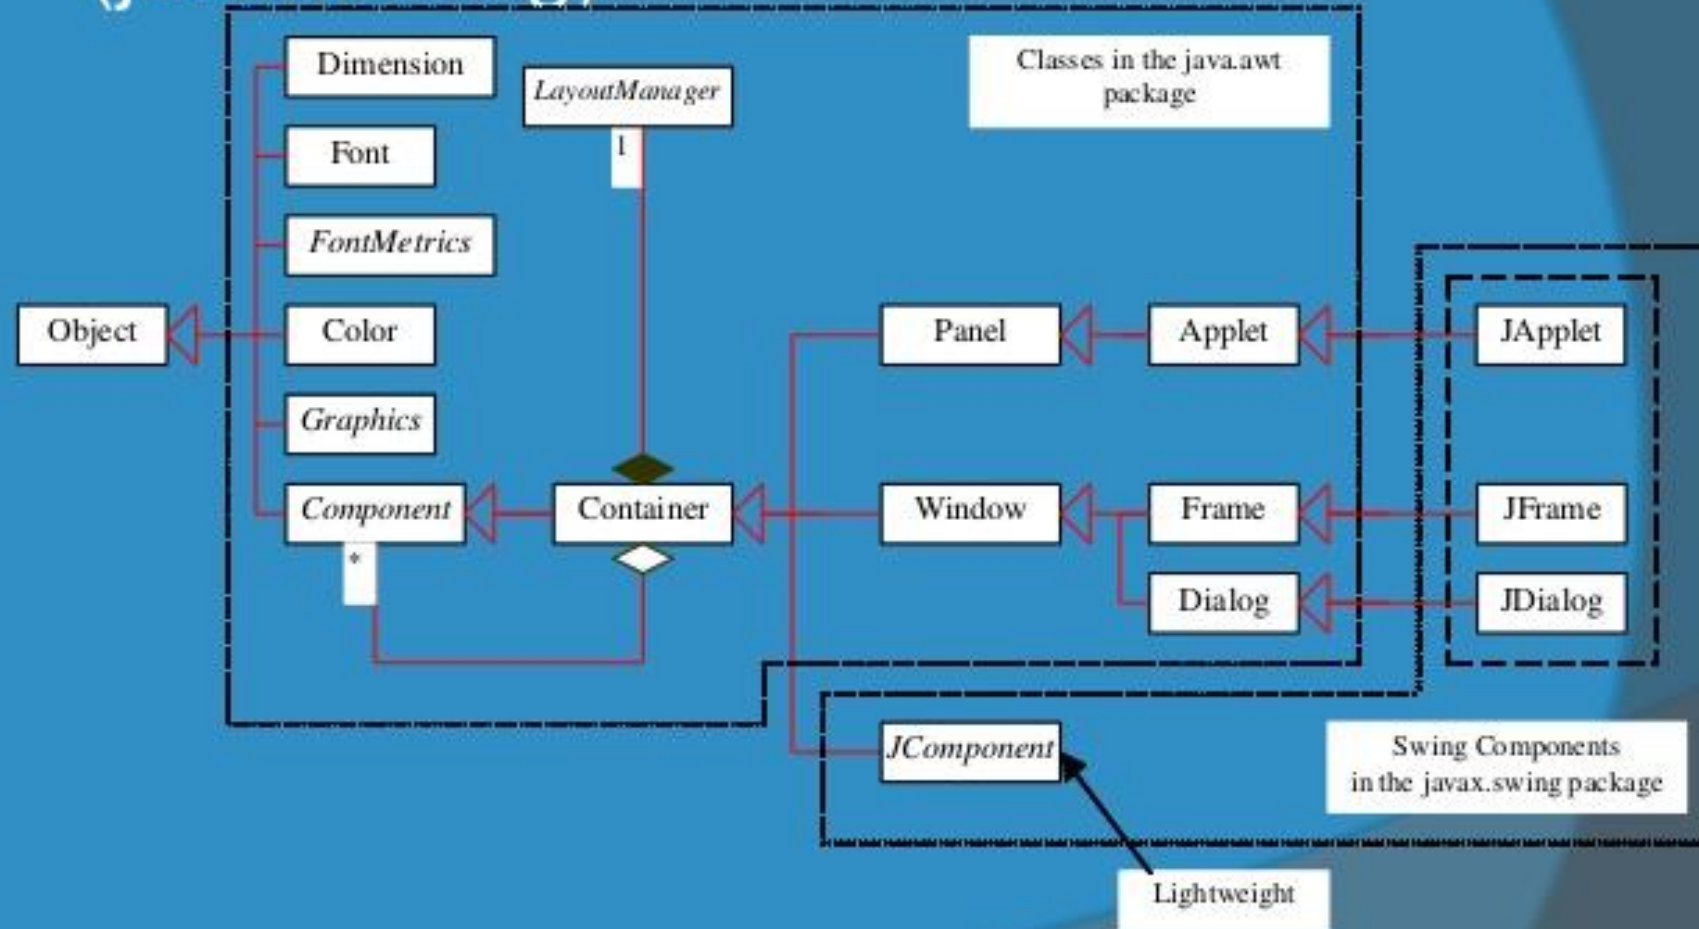 Dimension
LayoutManager
Classes in the java.awt
package
Font
1
FontMetrics
Object
Color
Panel
Applet
JApplet
Graphics
Component
Container
Window
Frame
JFrame
*
Dialog
JDialog
JComponent
Swing Components
in the javax.swing package
Lightweight